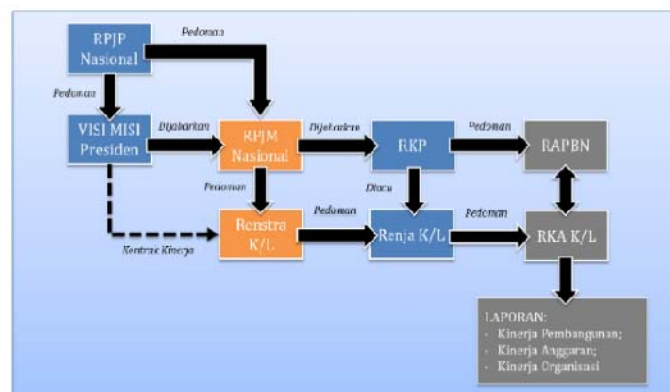 RPJP
Nasional
Pedoman
Pedoman
VISI MISI
Presiden
Dijabarkan
RPJM
Nasional
Dijabarkan
RKP
Pedoman
RAPBN
Pedoman
Diacu
Renstra
K/L
Pedoman
Renja K/L
Pedoman
RKA K/L
Kontrak Kinerja
LAPORAN:
- Kinerja Pembangunan;
- Kinerja Anggaran;
- Kinerja Organisasi